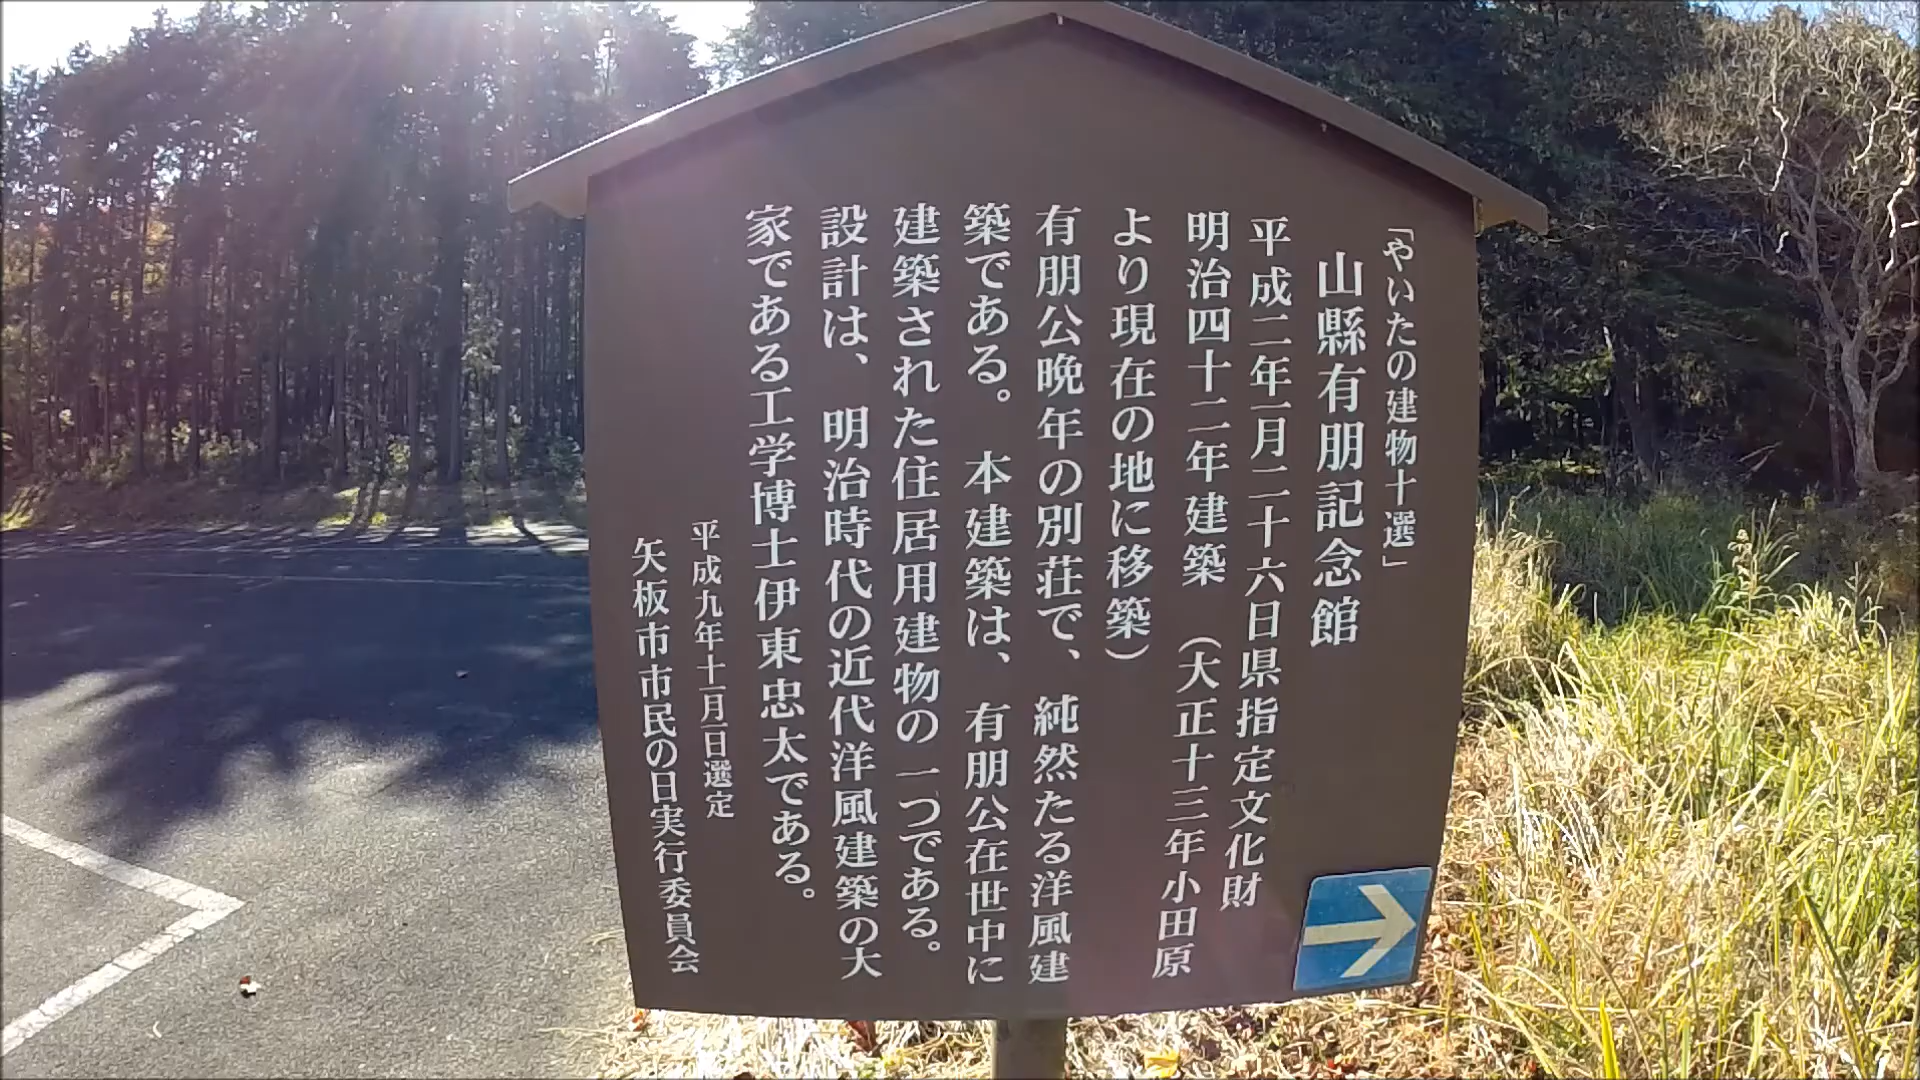 「やいたの建物十選」
山縣有朋記念館
平成二年一月二十六日県指定文化財
明治四十二年建築 （大正十三年小田原
より現在の地に移築）
有朋公晩年の別荘で、純然たる洋風建
築である。本建築は、有朋公在世中に
建築された住居用建物の一つである。
設計は、明治時代の近代洋風建築の大
家である工学博士伊東忠太である。
平成九年十一月一日選定
矢板市市民の日実行委員会